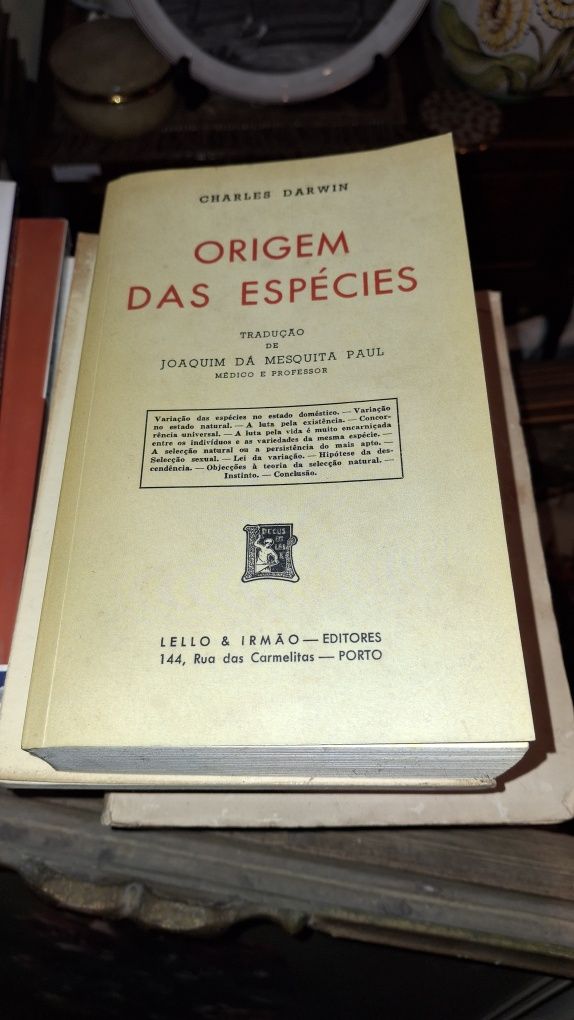 CHARLES DARWIN
ORIGEM
DAS ESPÉCIES
TRADUÇÃO
DE
JOAQUIM DÁ MESQUITA PAUL
MÉDICO E PROFESSOR
Variação das espécies no estado doméstico. — Variação
no estado natural. — A luta pela existência. — Concor-
rência universal. — A luta pela vida é muito encarniçada
entre os indivíduos e as variedades da mesma espécie. —
A selecção natural ou a persistência do mais apto. —
Selecção sexual. — Lei da variação. — Hipótese da des-
cendência. — Objecções à teoria da selecção natural. —
Instinto. — Conclusão.
DECUS
IN
LABO
LELLO & IRMÃO — EDITORES
144, Rua das Carmelitas — PORTO